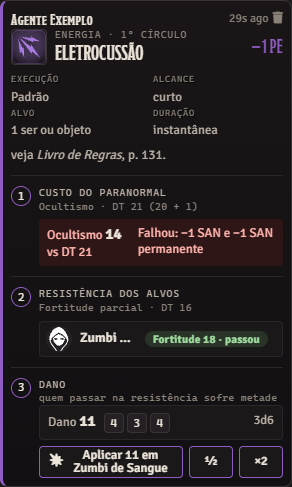 Agente Exemplo
29s ago
ENERGIA · 1º CÍRCULO
ELETROCUSSÃO
−1 PE
EXECUÇÃO
ALCANCE
Padrão
curto
ALVO
DURAÇÃO
1 ser ou objeto
instantânea
veja Livro de Regras, p. 131.
1
CUSTO DO PARANORMAL
Ocultismo · DT 21 (20 + 1)
Ocultismo 14
vs DT 21
Falhou: −1 SAN e −1 SAN
permanente
2
RESISTÊNCIA DOS ALVOS
Fortitude parcial · DT 16
Zumbi ...
Fortitude 18 · passou
3
DANO
quem passar na resistência sofre metade
Dano 11
4
3
4
3d6
Aplicar 11 em
Zumbi de Sangue
½
×2